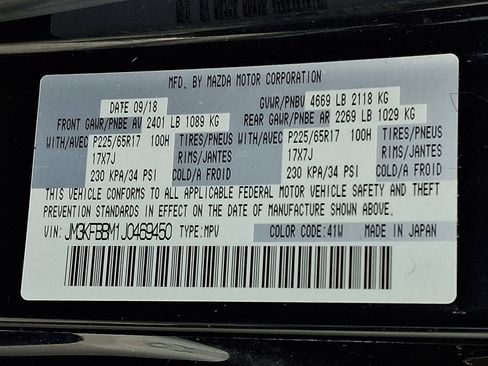 MFD. BY MAZDA MOTOR CORPORATION
DATE 09/18 GVWR/PNBV 4669 LB 2118 KG
FRONT GAWR/PNBE AV 2401 LB 1089 KG REAR GAWR/PNBE AR 2269 LB 1029 KG
WITH/AVEC P225/65R17 100H TIRES/PNEUS WITH/AVEC P225/65R17 100H TIRES/PNEUS
17X7J RIMS/JANTES 17X7J RIMS/JANTES
230 KPA/34 PSI COLD/A FROID 230 KPA/34 PSI COLD/A FROID
THIS VEHICLE CONFORMS TO ALL APPLICABLE FEDERAL MOTOR VEHICLE SAFETY AND THEFT
PREVENTION STANDARDS IN EFFECT ON THE DATE OF MANUFACTURE SHOWN ABOVE.
VIN: JM3KFBBM1J0469450 TYPE:MPV COLOR CODE:41W MADE IN JAPAN